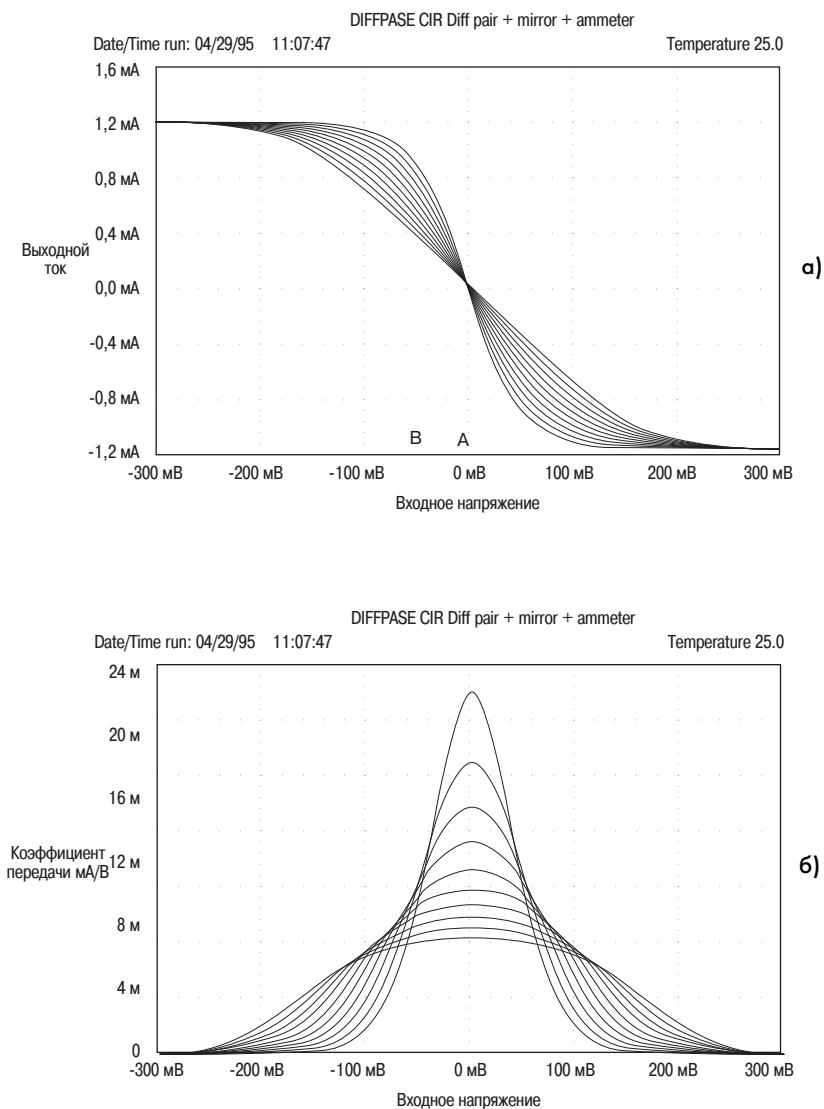 DIFFPASE CIR Diff pair + mirror + ammeter
Date/Time run: 04/29/95 11:07:47 Temperature 25.0
1,6 мА
1,2 мА
0,8 мА
0,4 мА
Выходной
ток
0,0 мА
а)
-0,4 мА
-0,8 мА
B A
-1,2 мА
-300 мВ -200 мВ -100 мВ 0 мВ 100 мВ 200 мВ 300 мВ
Входное напряжение
DIFFPASE CIR Diff pair + mirror + ammeter
Date/Time run: 04/29/95 11:07:47 Temperature 25.0
24 м
20 м
16 м
Коэффициент
передачи мА/В
12 м
б)
8 м
4 м
0
-300 мВ -200 мВ -100 мВ 0 мВ 100 мВ 200 мВ 300 мВ
Входное напряжение